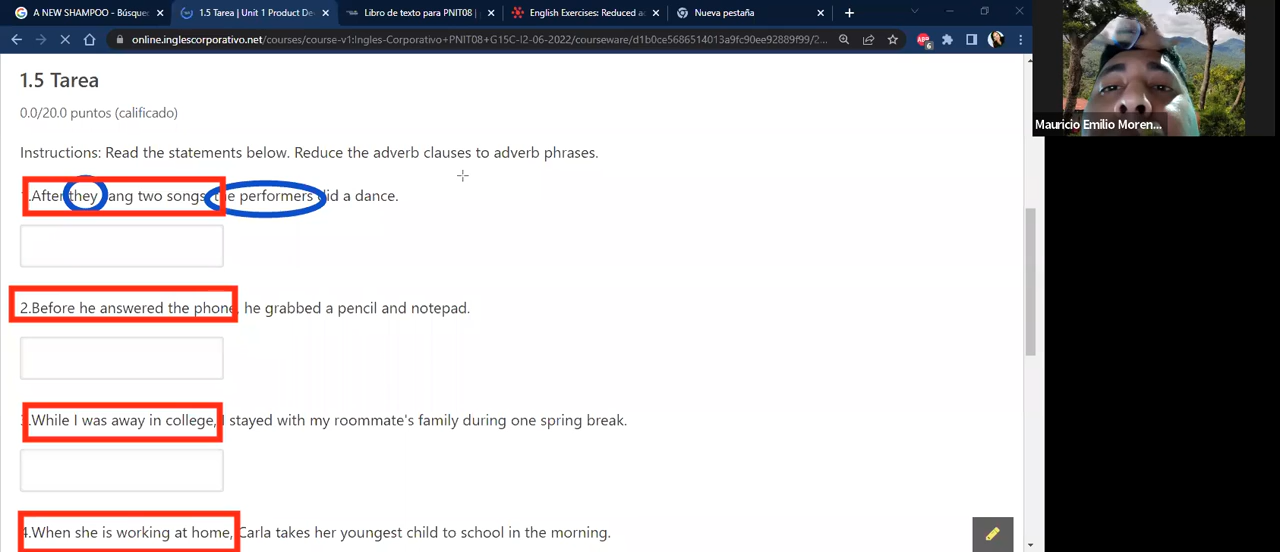 A NEW SHAMPOO - Búsque
1.5 Tarea | Unit 1 Product De
Libro de texto para PNIT08 | p
English Exercises: Reduced a
Nueva pestaña
online.inglescorporativo.net/courses/course-v1:Ingles-Corporativo+PNIT08+G15C-I2-06-2022/courseware/d1b0ce5686514013a9fc90ee92889f99/2...
ABP
6
1.5 Tarea
0.0/20.0 puntos (calificado)
Instructions: Read the statements below. Reduce the adverb clauses to adverb phrases.
1.After they sang two songs, the performers did a dance.
2.Before he answered the phone, he grabbed a pencil and notepad.
3.While I was away in college, I stayed with my roommate's family during one spring break.
4.When she is working at home, Carla takes her youngest child to school in the morning.
Mauricio Emilio Moren...